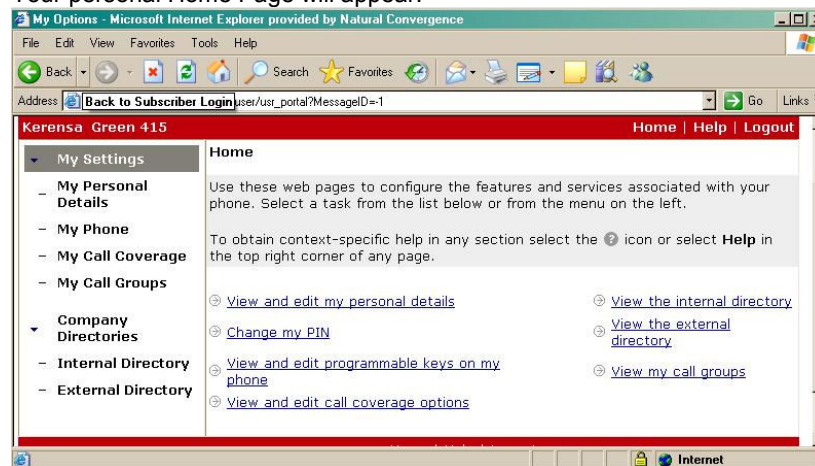 Your personal Home Page will appear.
My Options - Microsoft Internet Explorer provided by Natural Convergence
File Edit View Favorites Tools Help
Back Search Favorites
Address Back to Subscriber Login user/usr_portal?MessageID=-1 Go Links
Kerensa Green 415 Home | Help | Logout
My Settings
My Personal
Details
My Phone
My Call Coverage
My Call Groups
Company
Directories
Internal Directory
External Directory
Home
Use these web pages to configure the features and services associated with your
phone. Select a task from the list below or from the menu on the left.
To obtain context-specific help in any section select the ? icon or select Help in
the top right corner of any page.
View and edit my personal details
Change my PIN
View and edit programmable keys on my
phone
View and edit call coverage options
View the internal directory
View the external
directory
View my call groups
Internet